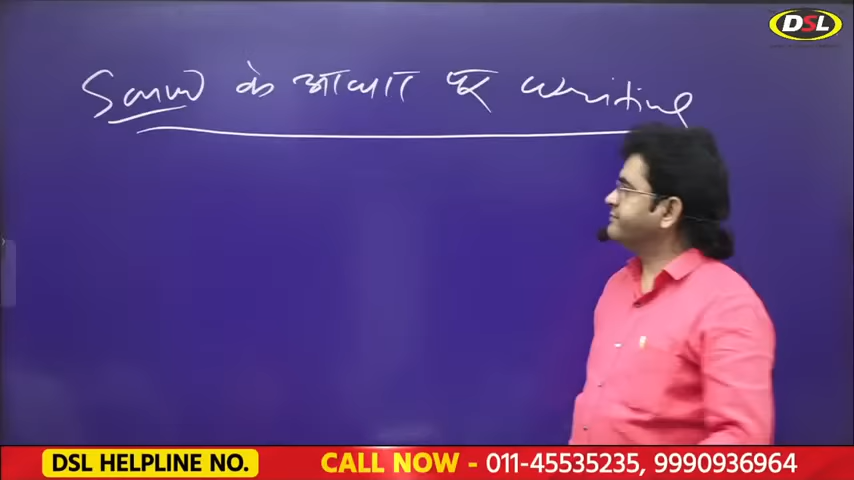 DSL
Sound के आधार पर writing
DSL HELPLINE NO. CALL NOW - 011-45535235, 9990936964